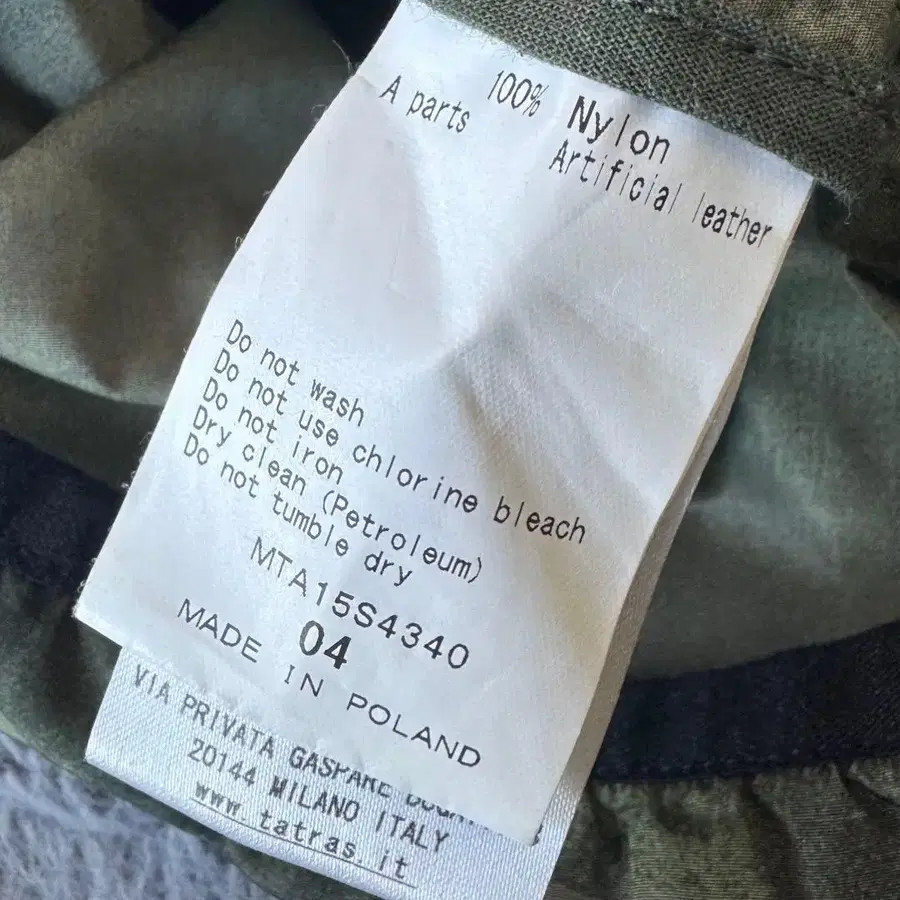 100% Nylon
A parts Artificial leather
Do not wash
Do not use chlorine bleach
Do not iron
Dry clean (Petroleum)
Do not tumble dry
MTA15S4340
04
MADE IN POLAND
VIA PRIVATA GASPARE
20144 MILANO ITALY
www.tatras.it